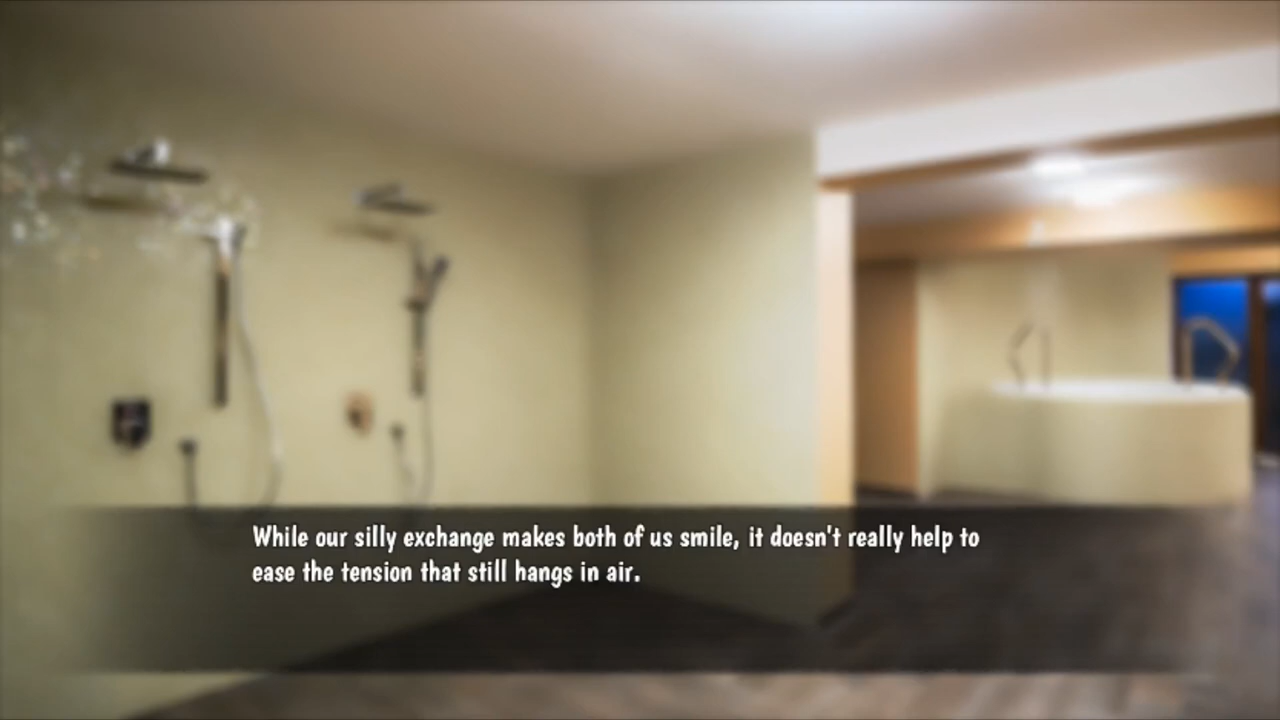 While our silly exchange makes both of us smile, it doesn't really help to
ease the tension that still hangs in air.